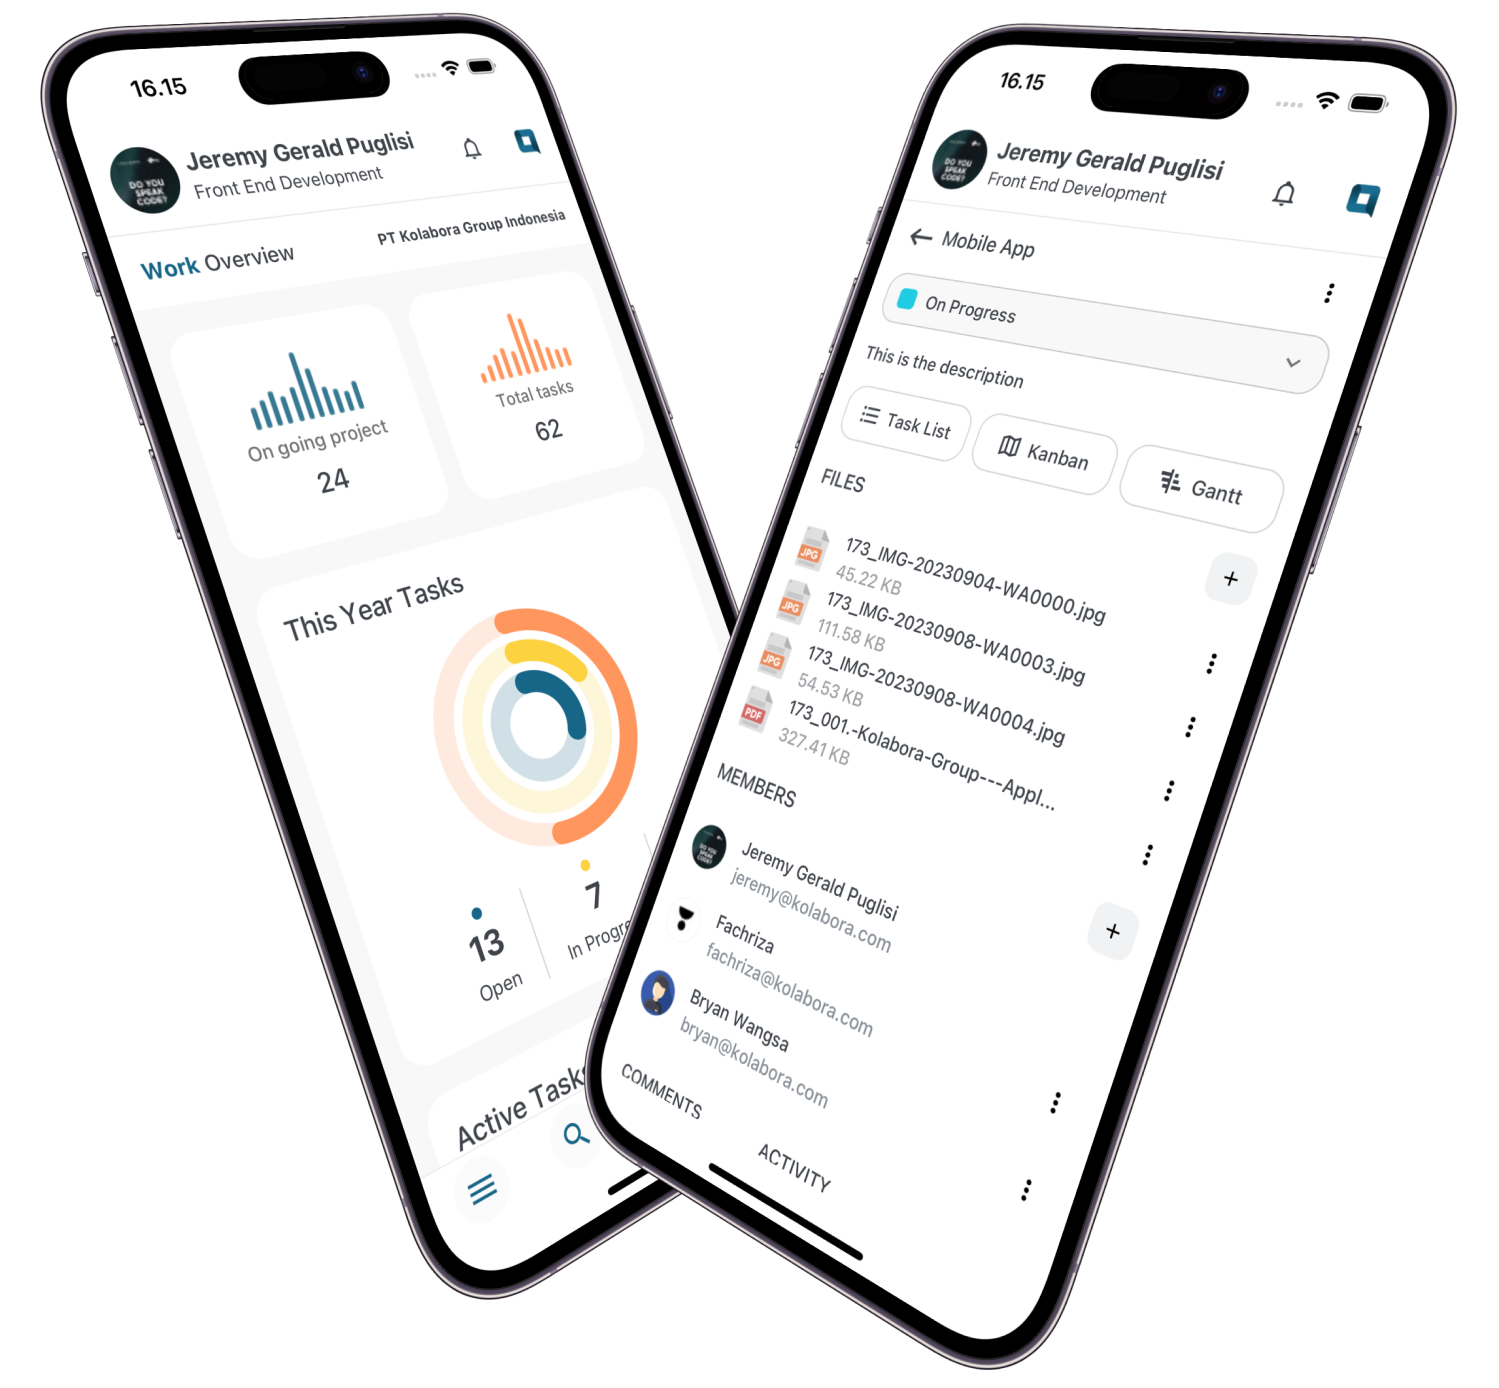 16.15
Jeremy Gerald Puglisi
Front End Development
DO YOU
SPEAK
CODE?
Work Overview
PT Kolabora Group Indonesia
On going project
24
Total tasks
62
This Year Tasks
13
Open
7
In Progre
Active Tasks
16.15
Jeremy Gerald Puglisi
Front End Development
DO YOU
SPEAK
CODE?
Mobile App
On Progress
This is the description
Task List
Kanban
Gantt
FILES
JPG
173_IMG-20230904-WA0000.jpg
45.22 KB
JPG
173_IMG-20230908-WA0003.jpg
111.58 KB
JPG
173_IMG-20230908-WA0004.jpg
54.53 KB
PDF
173_001.-Kolabora-Group---Appl...
327.41 KB
MEMBERS
DO YOU
SPEAK
CODE?
Jeremy Gerald Puglisi
jeremy@kolabora.com
Fachriza
fachriza@kolabora.com
Bryan Wangsa
bryan@kolabora.com
COMMENTS
ACTIVITY